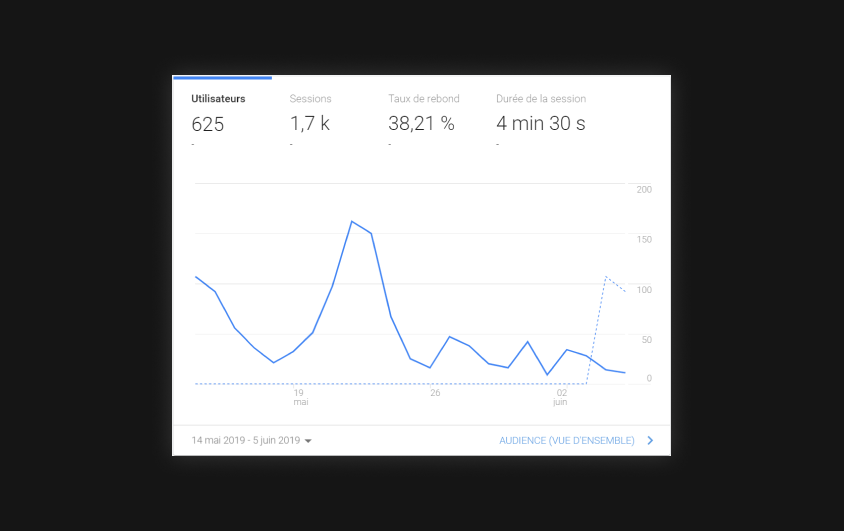 Utilisateurs Sessions Taux de rebond Durée de la session
625 1,7 k 38,21 % 4 min 30 s
- - - -
200
150
100
50
0
19 26 02
mai juin
14 mai 2019 - 5 juin 2019 AUDIENCE (VUE D'ENSEMBLE)